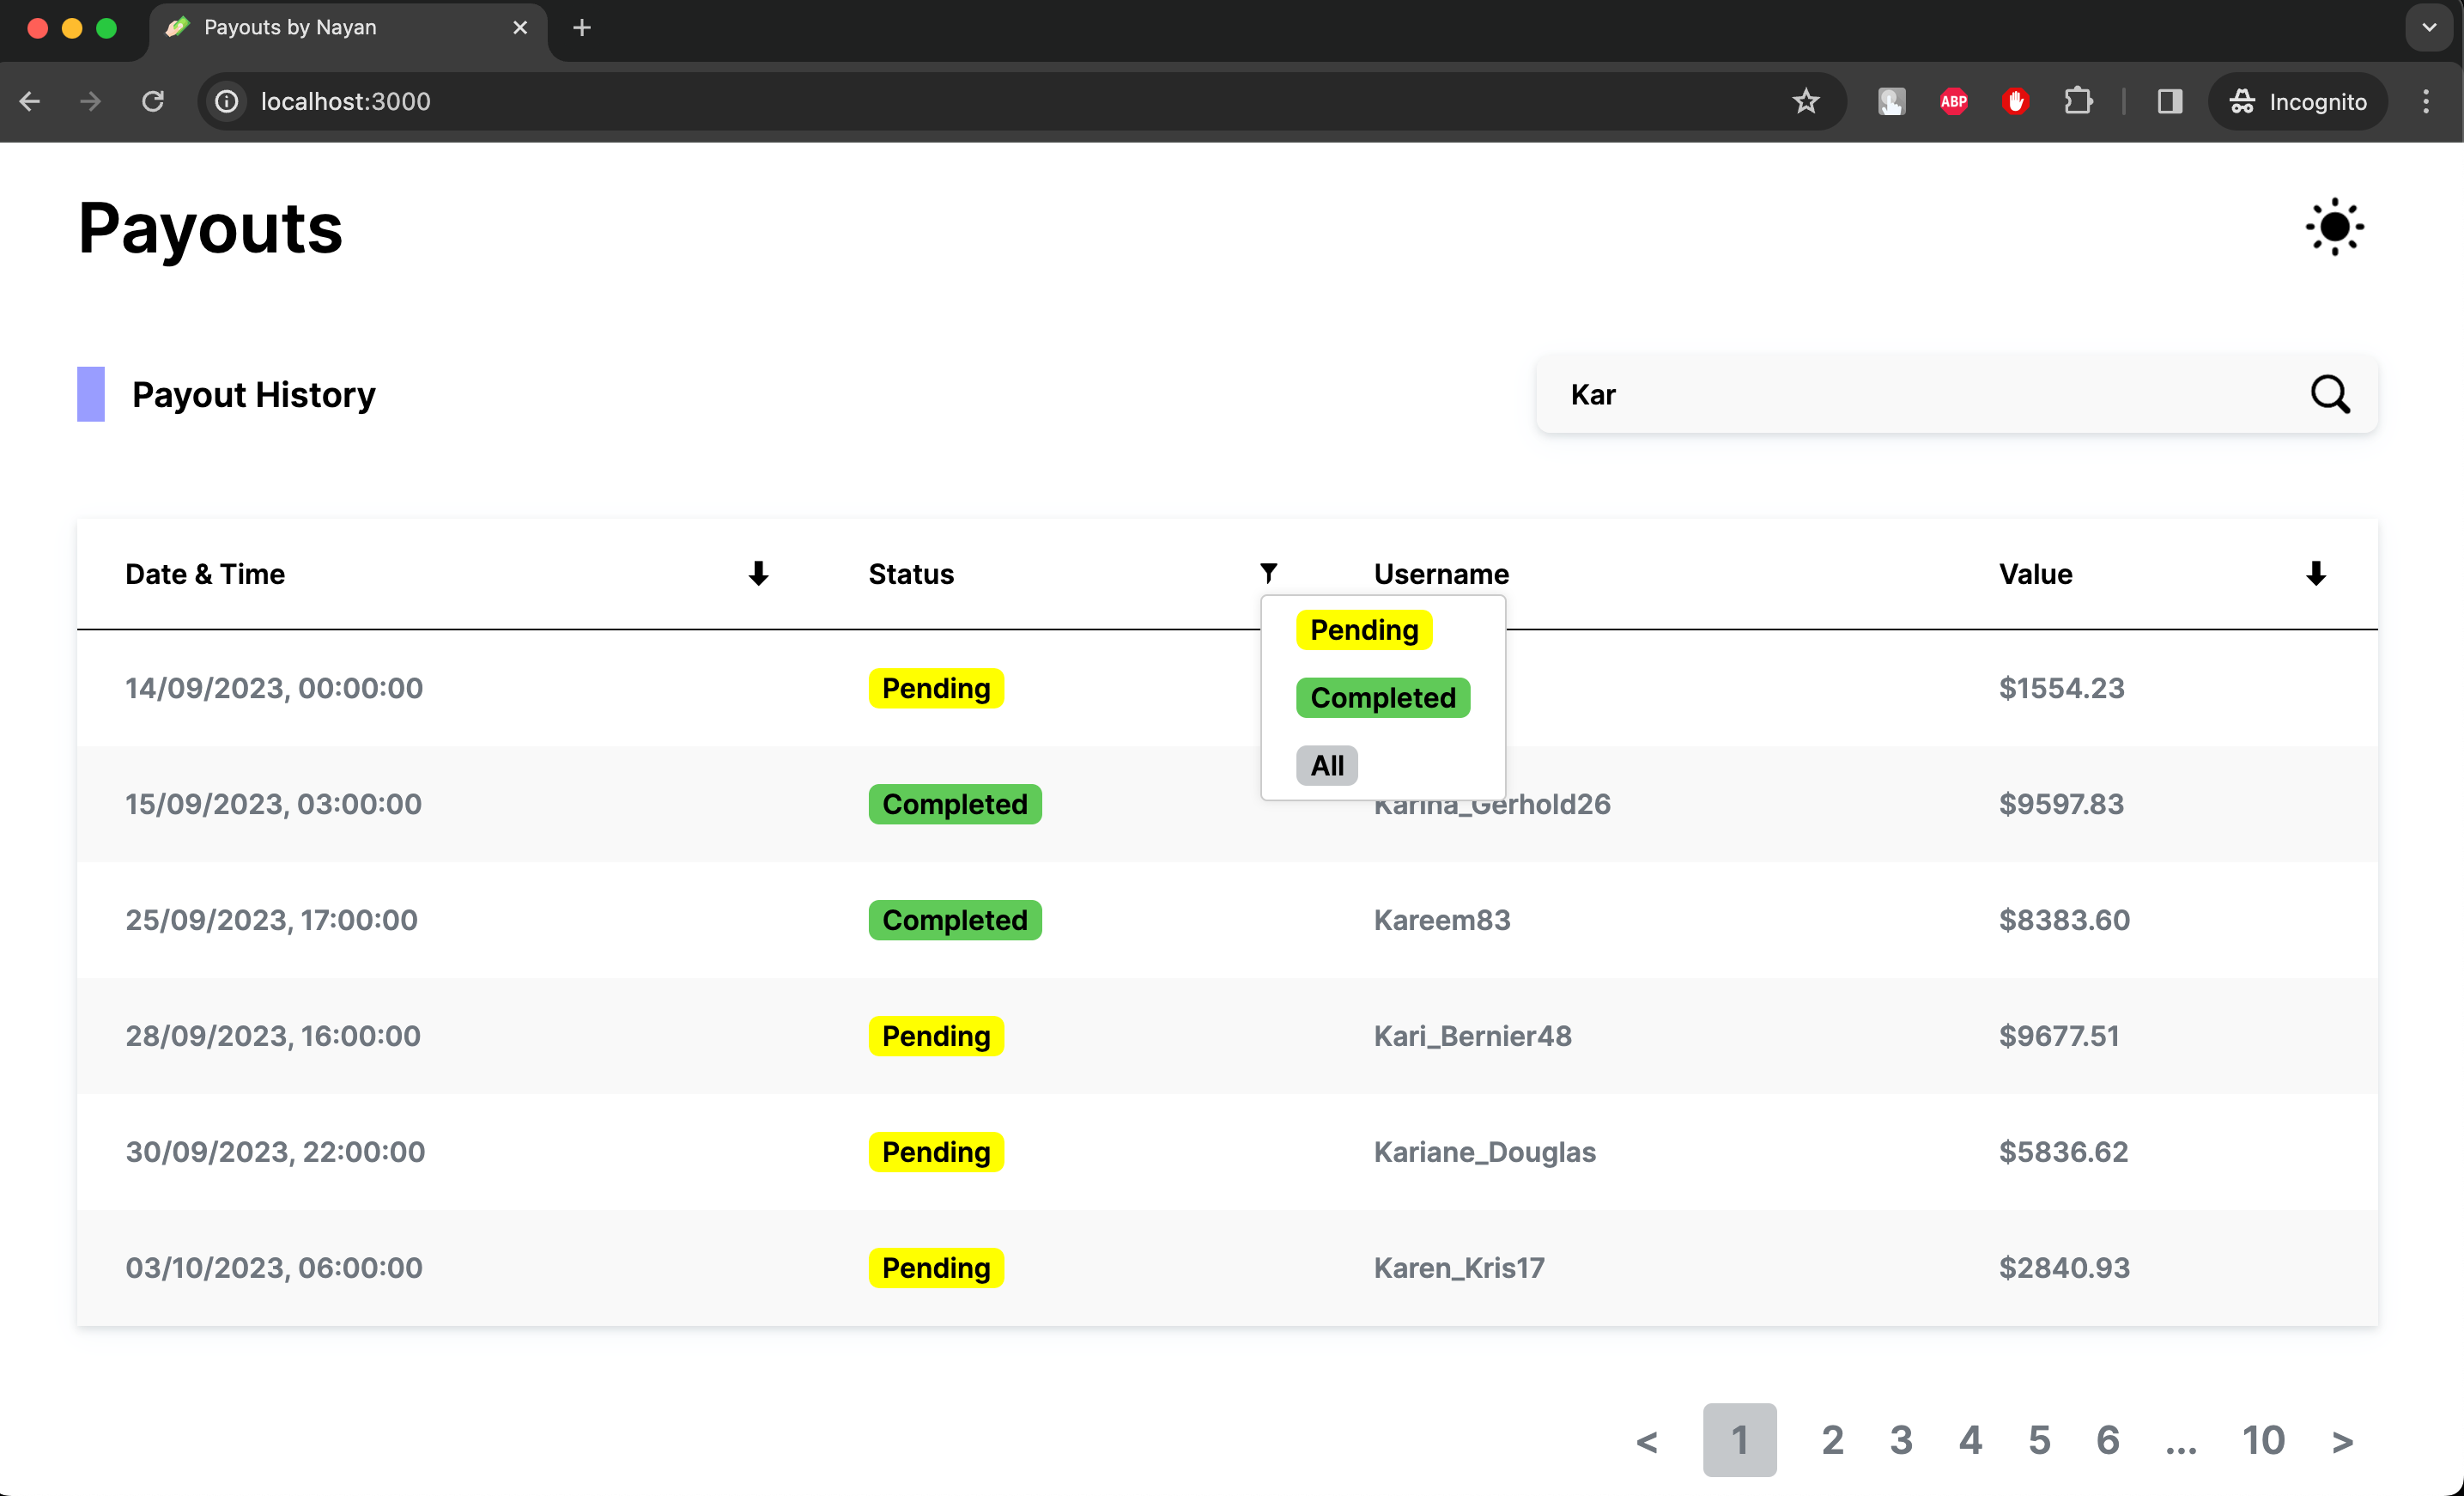 Payouts by Nayan
localhost:3000
ABP
Incognito
Payouts
Payout History
Kar
Date & Time Status Username Value
Pending
Completed
All
14/09/2023, 00:00:00 Pending $1554.23
15/09/2023, 03:00:00 Completed Karina_Gerhold26 $9597.83
25/09/2023, 17:00:00 Completed Kareem83 $8383.60
28/09/2023, 16:00:00 Pending Kari_Bernier48 $9677.51
30/09/2023, 22:00:00 Pending Kariane_Douglas $5836.62
03/10/2023, 06:00:00 Pending Karen_Kris17 $2840.93
< 1 2 3 4 5 6 ... 10 >